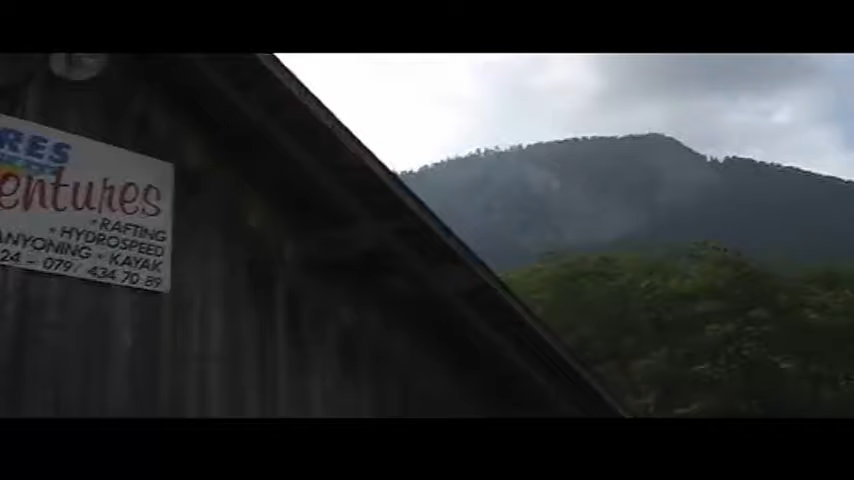 RES
entures
• RAFTING
• HYDROSPEED
ANYONING • KAYAK
24 - 079/ 434 70 89